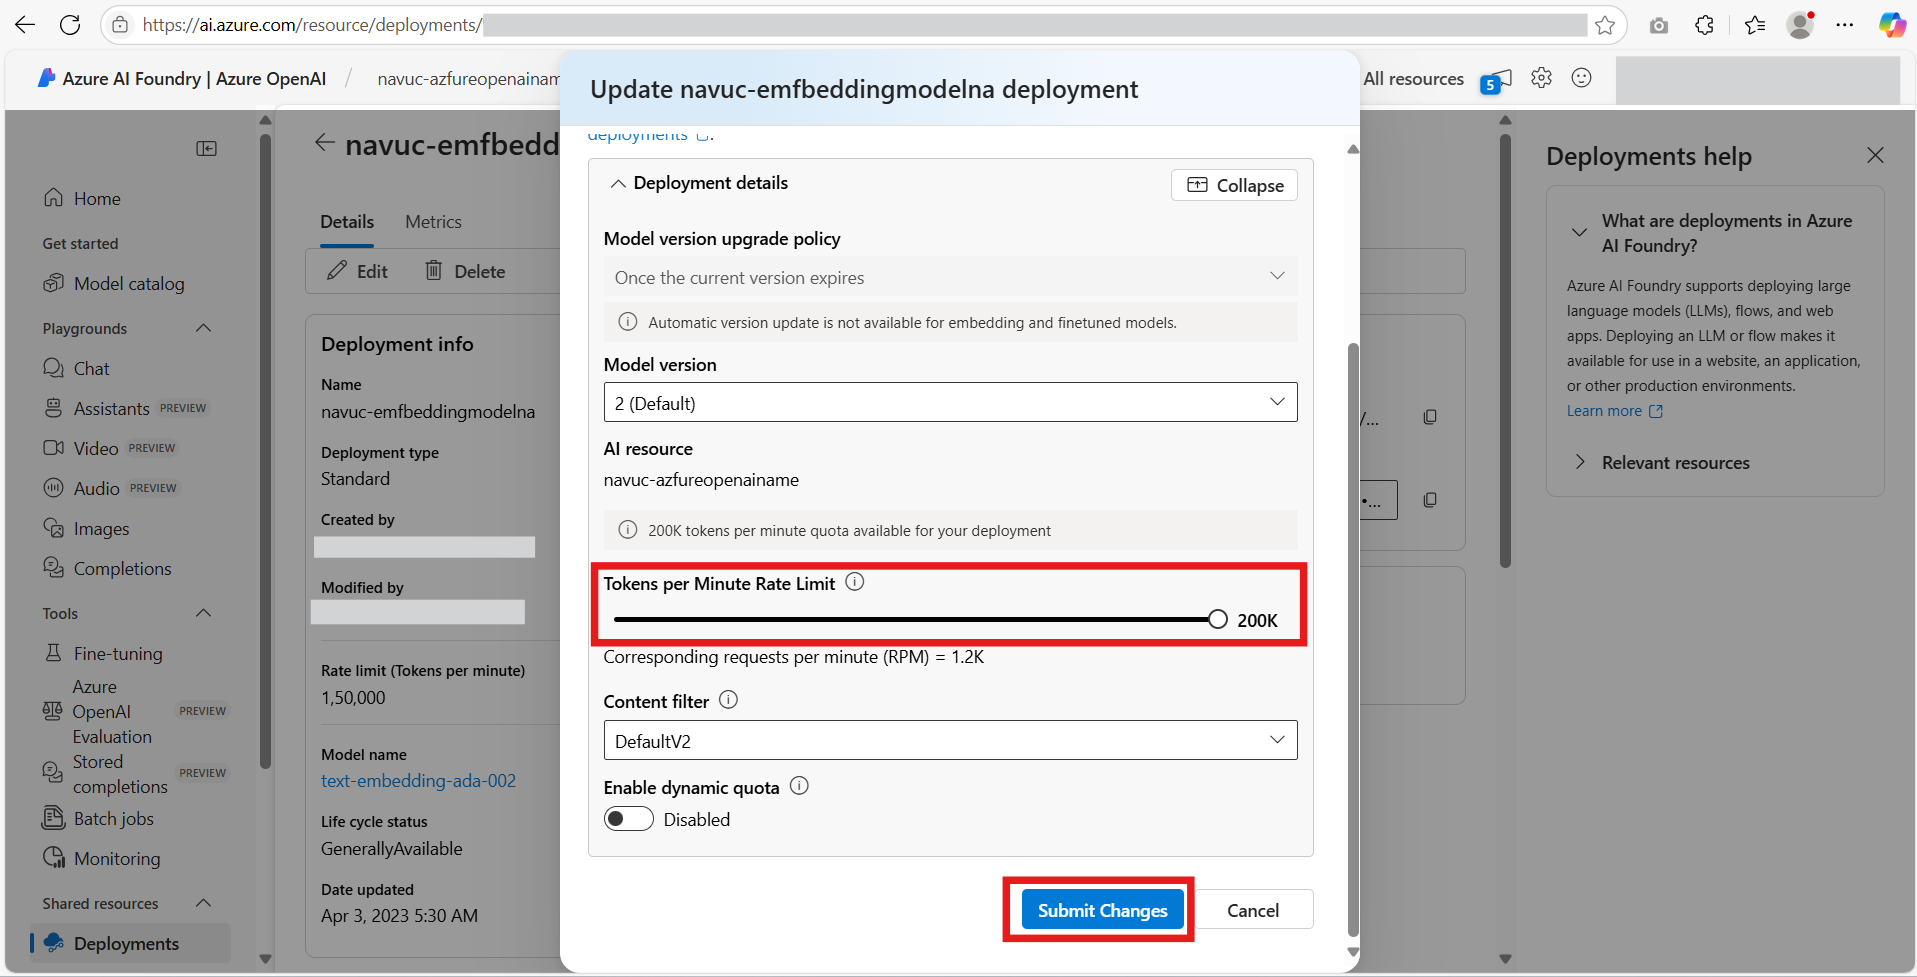 https://ai.azure.com/resource/deployments/
Azure AI Foundry | Azure OpenAI / navuc-azfureopenainam
All resources
5
Home
Get started
Model catalog
Playgrounds
Chat
Assistants PREVIEW
Video PREVIEW
Audio PREVIEW
Images
Completions
Tools
Fine-tuning
Azure
OpenAI PREVIEW
Evaluation
Stored
completions PREVIEW
Batch jobs
Monitoring
Shared resources
Deployments
navuc-emfbedd
Details Metrics
Edit Delete
Deployment info
Name
navuc-emfbeddingmodelna
Deployment type
Standard
Created by
Modified by
Rate limit (Tokens per minute)
1,50,000
Model name
text-embedding-ada-002
Life cycle status
GenerallyAvailable
Date updated
Apr 3, 2023 5:30 AM
Update navuc-emfbeddingmodelna deployment
deployments .
Deployment details
Collapse
Model version upgrade policy
Once the current version expires
Automatic version update is not available for embedding and finetuned models.
Model version
2 (Default)
AI resource
navuc-azfureopenainame
200K tokens per minute quota available for your deployment
Tokens per Minute Rate Limit
200K
Corresponding requests per minute (RPM) = 1.2K
Content filter
DefaultV2
Enable dynamic quota
Disabled
Submit Changes
Cancel
/...
•...
Deployments help
What are deployments in Azure
AI Foundry?
Azure AI Foundry supports deploying large
language models (LLMs), flows, and web
apps. Deploying an LLM or flow makes it
available for use in a website, an application,
or other production environments.
Learn more
Relevant resources